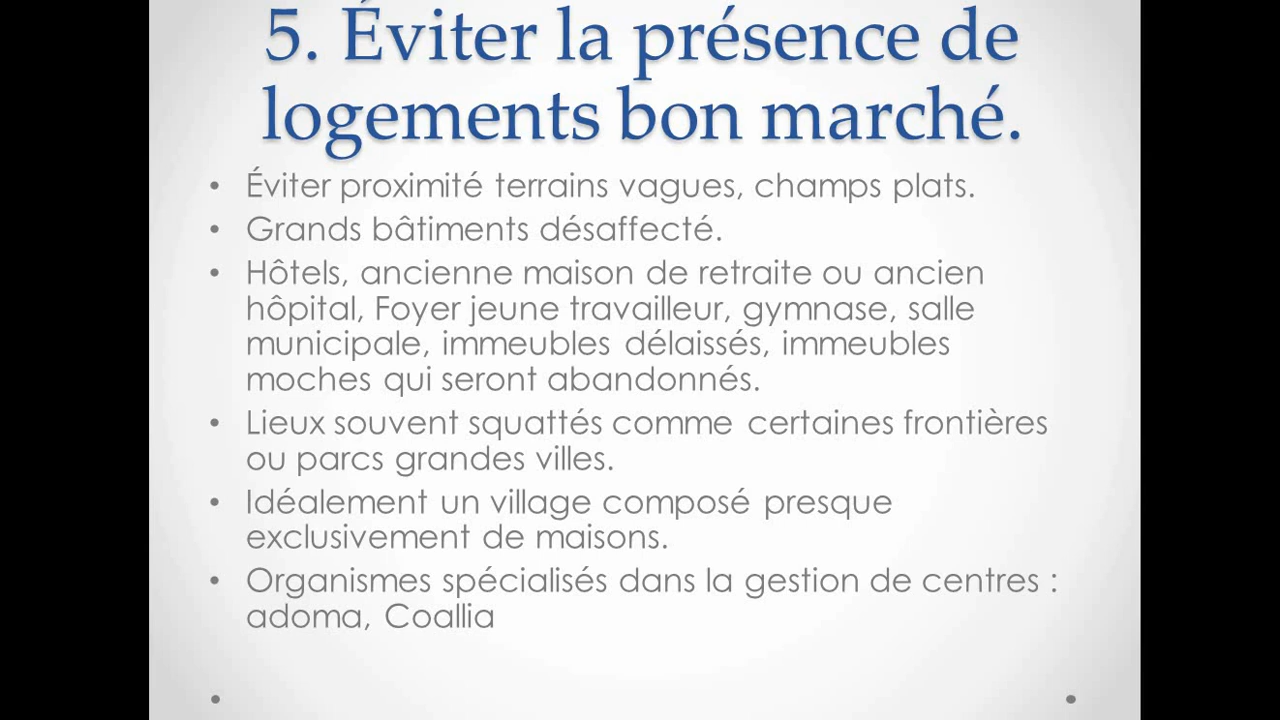 5. Éviter la présence de
logements bon marché.
• Éviter proximité terrains vagues, champs plats.
• Grands bâtiments désaffecté.
• Hôtels, ancienne maison de retraite ou ancien
hôpital, Foyer jeune travailleur, gymnase, salle
municipale, immeubles délaissés, immeubles
moches qui seront abandonnés.
• Lieux souvent squattés comme certaines frontières
ou parcs grandes villes.
• Idéalement un village composé presque
exclusivement de maisons.
• Organismes spécialisés dans la gestion de centres :
adoma, Coallia